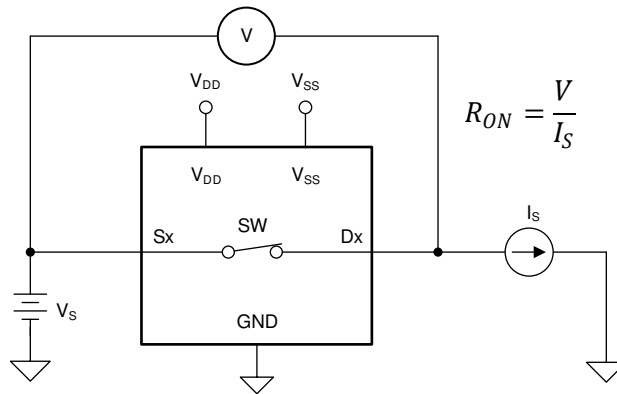 V
V_DD V_SS
R_ON = V/I_S
V_DD V_SS
I_S
Sx SW Dx
V_S
GND